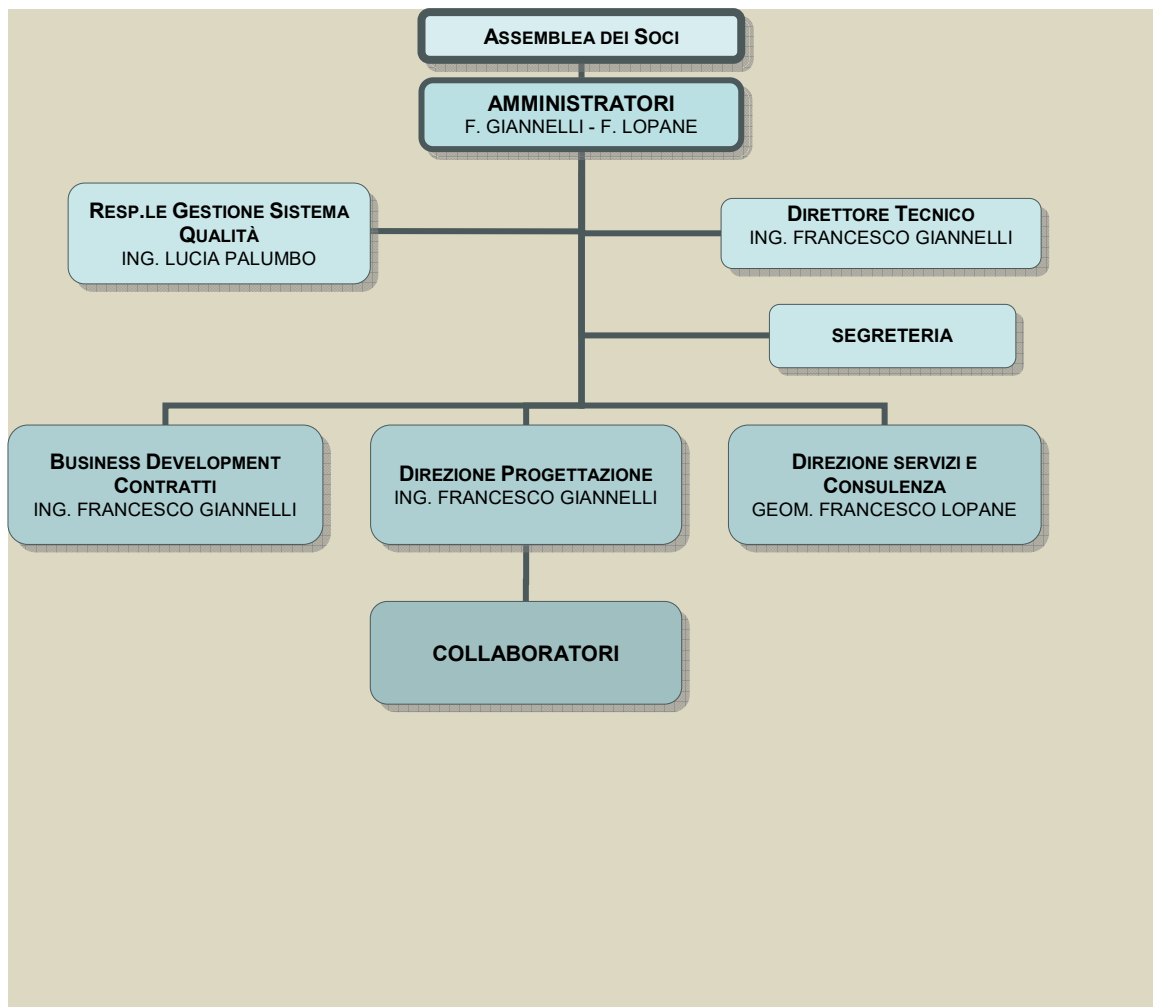 ASSEMBLEA DEI SOCI
AMMINISTRATORI
F. GIANNELLI - F. LOPANE
RESP.LE GESTIONE SISTEMA
QUALITÀ
ING. LUCIA PALUMBO
DIRETTORE TECNICO
ING. FRANCESCO GIANNELLI
SEGRETERIA
BUSINESS DEVELOPMENT
CONTRATTI
ING. FRANCESCO GIANNELLI
DIREZIONE PROGETTAZIONE
ING. FRANCESCO GIANNELLI
DIREZIONE SERVIZI E
CONSULENZA
GEOM. FRANCESCO LOPANE
COLLABORATORI